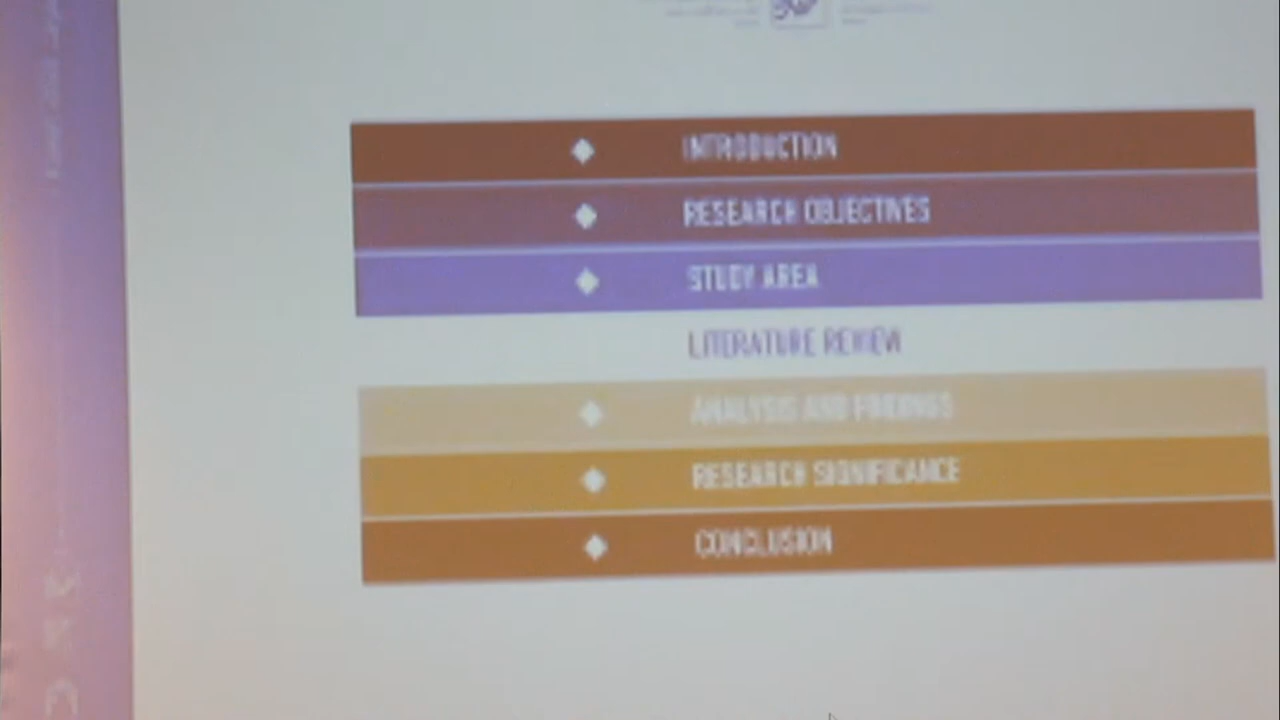 INTRODUCTION
RESEARCH OBJECTIVES
STUDY AREA
LITERATURE REVIEW
ANALYSIS AND FINDINGS
RESEARCH SIGNIFICANCE
CONCLUSION